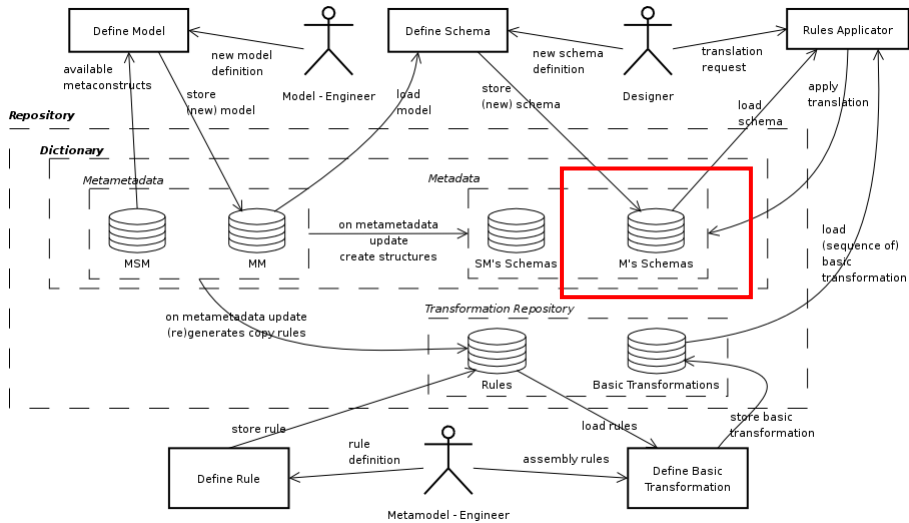 Define Model
Define Schema
Rules Applicator
new model
definition
new schema
definition
translation
request
available
metaconstructs
Model - Engineer
Designer
store
(new) model
load
model
store
(new) schema
load
schema
apply
translation
Repository
Dictionary
Metametadata
Metadata
MSM
MM
on metametadata
update
create structures
SM's Schemas
M's Schemas
load
(sequence of)
basic
transformation
on metametadata update
(re)generates copy rules
Transformation Repository
Rules
Basic Transformations
store rule
rule
definition
load rules
store basic
transformation
assembly rules
Define Rule
Define Basic
Transformation
Metamodel - Engineer